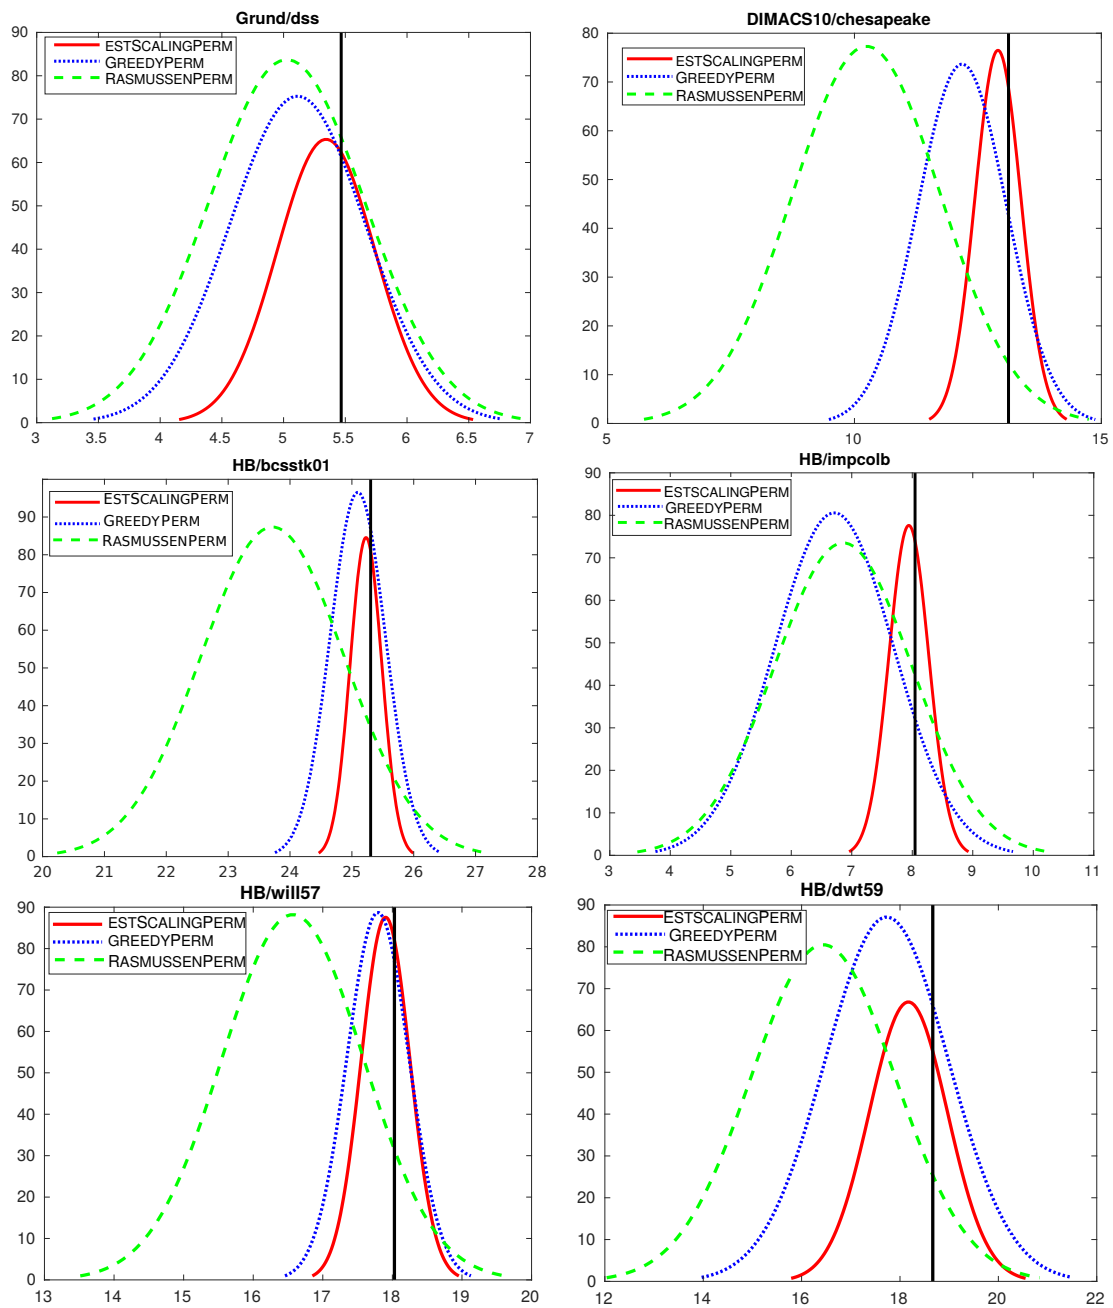 Grund/dss
90
80
70
60
50
40
30
20
10
0
3 3.5 4 4.5 5 5.5 6 6.5 7
ESTSCALINGPERM
GREEDYPERM
RASMUSSENPERM
DIMACS10/chesapeake
80
70
60
50
40
30
20
10
0
5 10 15
ESTSCALINGPERM
GREEDYPERM
RASMUSSENPERM
HB/bcsstk01
90
80
70
60
50
40
30
20
10
0
20 21 22 23 24 25 26 27 28
ESTSCALINGPERM
GREEDYPERM
RASMUSSENPERM
HB/impcolb
90
80
70
60
50
40
30
20
10
0
3 4 5 6 7 8 9 10 11
ESTSCALINGPERM
GREEDYPERM
RASMUSSENPERM
HB/will57
90
80
70
60
50
40
30
20
10
0
13 14 15 16 17 18 19 20
ESTSCALINGPERM
GREEDYPERM
RASMUSSENPERM
HB/dwt59
90
80
70
60
50
40
30
20
10
0
12 14 16 18 20 22
ESTSCALINGPERM
GREEDYPERM
RASMUSSENPERM